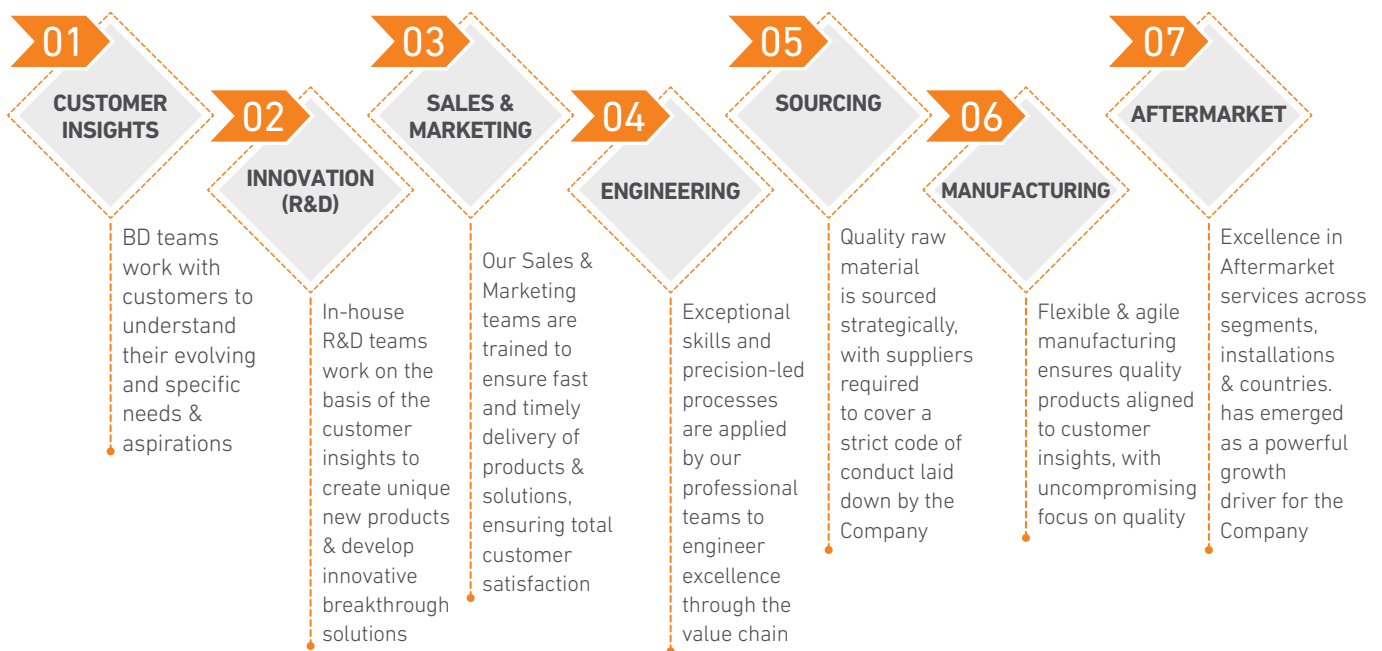 01
CUSTOMER
INSIGHTS
BD teams
work with
customers to
understand
their evolving
and specific
needs &
aspirations
02
INNOVATION
(R&D)
In-house
R&D teams
work on the
basis of the
customer
insights to
create unique
new products
& develop
innovative
breakthrough
solutions
03
SALES &
MARKETING
Our Sales &
Marketing
teams are
trained to
ensure fast
and timely
delivery of
products &
solutions,
ensuring total
customer
satisfaction
04
ENGINEERING
Exceptional
skills and
precision-led
processes
are applied
by our
professional
teams to
engineer
excellence
through the
value chain
05
SOURCING
Quality raw
material
is sourced
strategically,
with suppliers
required
to cover a
strict code of
conduct laid
down by the
Company
06
MANUFACTURING
Flexible & agile
manufacturing
ensures quality
products aligned
to customer
insights, with
uncompromising
focus on quality
07
AFTERMARKET
Excellence in
Aftermarket
services across
segments,
installations
& countries.
has emerged
as a powerful
growth
driver for the
Company